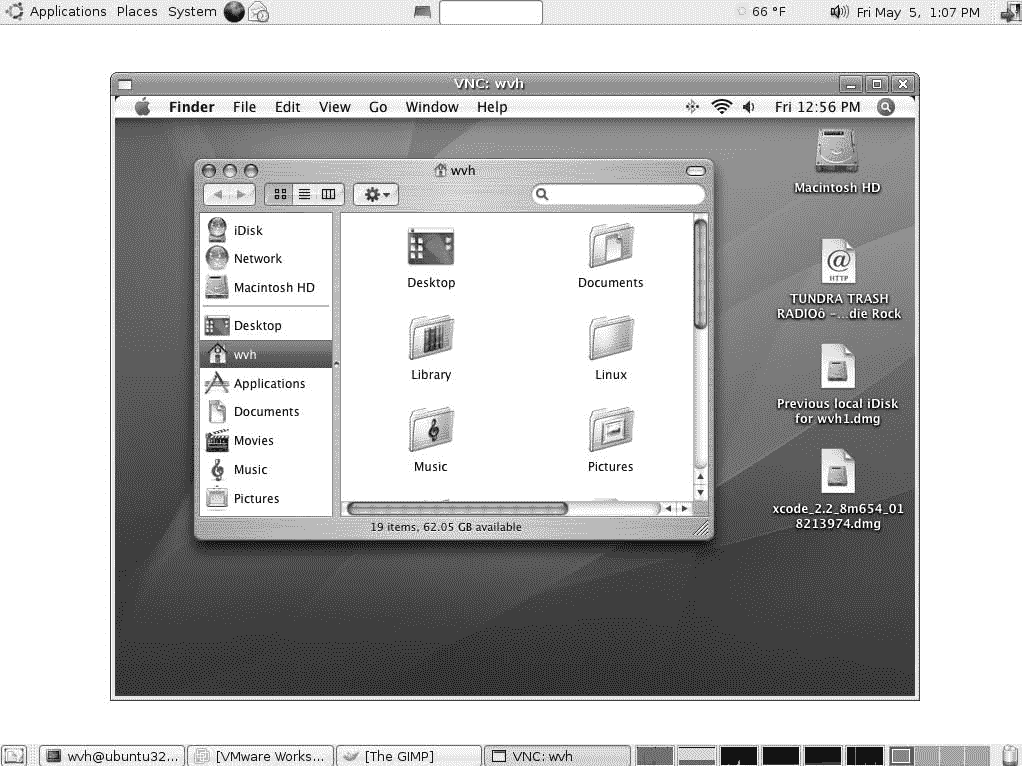 Applications Places System 66 °F Fri May 5, 1:07 PM
VNC: wvh
Finder File Edit View Go Window Help Fri 12:56 PM
wvh
iDisk
Network
Macintosh HD
Desktop
wvh
Applications
Documents
Movies
Music
Pictures
Desktop Documents
Library Linux
Music Pictures
19 items, 62.05 GB available
Macintosh HD
@
HTTP
TUNDRA TRASH
RADIOô -...die Rock
Previous local iDisk
for wvh1.dmg
xcode_2.2_8m654_01
8213974.dmg
wvh@ubuntu32... [VMware Works... [The GIMP] VNC: wvh